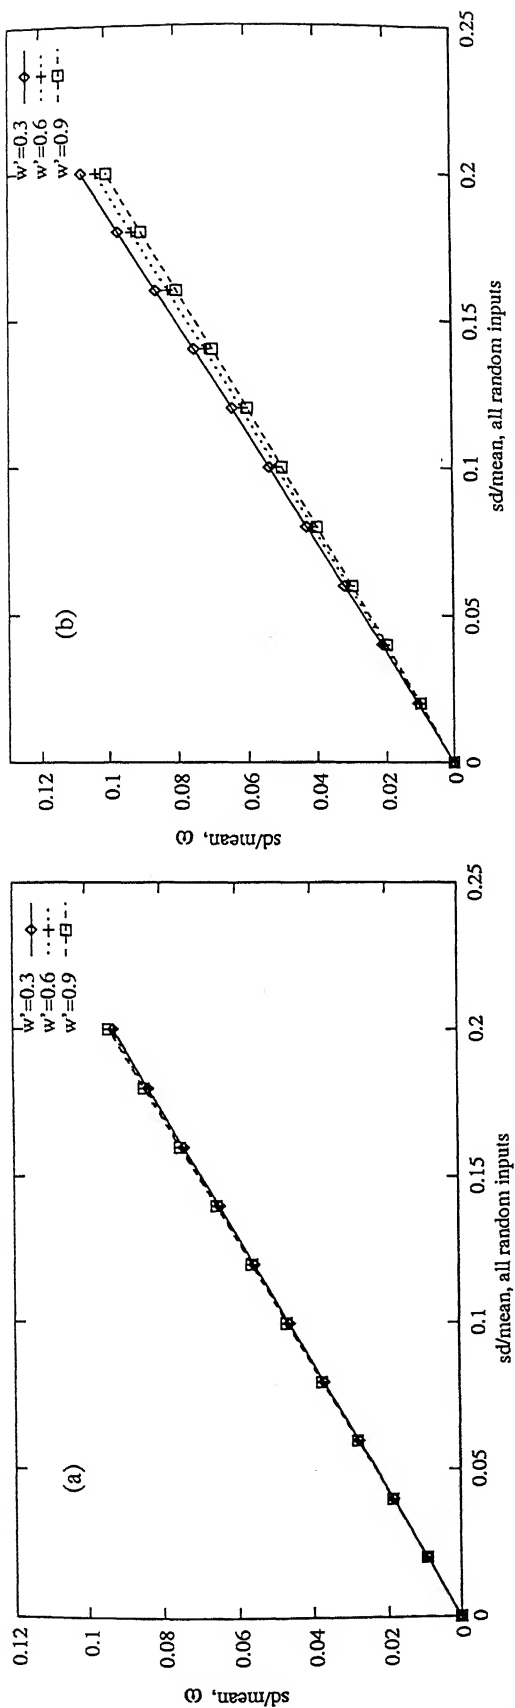 (a)
w'=0.3
w'=0.6
w'=0.9
0.12
0.1
0.08
0.06
0.04
0.02
0
sd/mean, ω
0
0.05
0.1
0.15
0.2
0.25
sd/mean, all random inputs
(b)
w'=0.3
w'=0.6
w'=0.9
0.12
0.1
0.08
0.06
0.04
0.02
0
sd/mean, ω
0
0.05
0.1
0.15
0.2
0.25
sd/mean, all random inputs